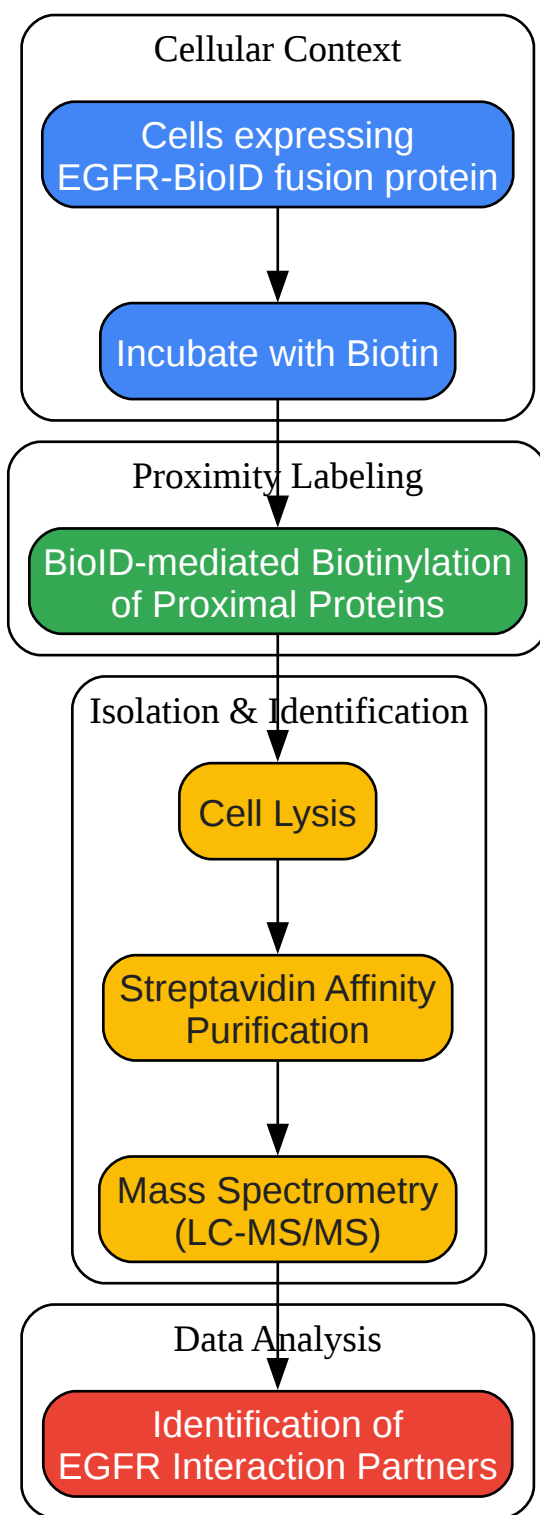 Cellular Context
Cells expressing
EGFR-BioID fusion protein
Incubate with Biotin
Proximity Labeling
BioID-mediated Biotinylation
of Proximal Proteins
Isolation & Identification
Cell Lysis
Streptavidin Affinity
Purification
Mass Spectrometry
(LC-MS/MS)
Data Analysis
Identification of
EGFR Interaction Partners